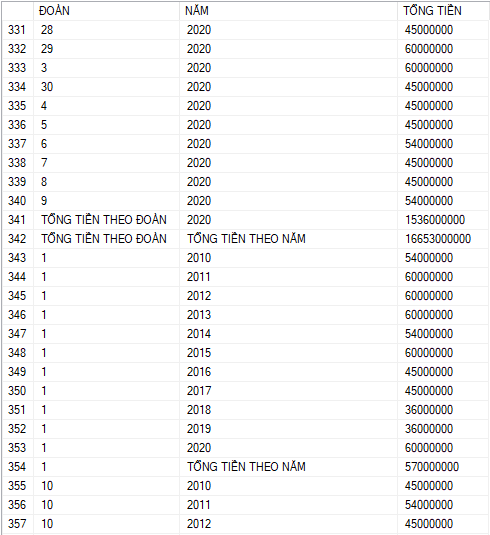 ĐOÀN NĂM TỔNG TIỀN
331 28 2020 45000000
332 29 2020 60000000
333 3 2020 60000000
334 30 2020 45000000
335 4 2020 45000000
336 5 2020 45000000
337 6 2020 54000000
338 7 2020 45000000
339 8 2020 45000000
340 9 2020 54000000
341 TỔNG TIỀN THEO ĐOÀN 2020 1536000000
342 TỔNG TIỀN THEO ĐOÀN TỔNG TIỀN THEO NĂM 16653000000
343 1 2010 54000000
344 1 2011 60000000
345 1 2012 60000000
346 1 2013 60000000
347 1 2014 54000000
348 1 2015 60000000
349 1 2016 45000000
350 1 2017 45000000
351 1 2018 36000000
352 1 2019 36000000
353 1 2020 60000000
354 1 TỔNG TIỀN THEO NĂM 570000000
355 10 2010 45000000
356 10 2011 54000000
357 10 2012 45000000